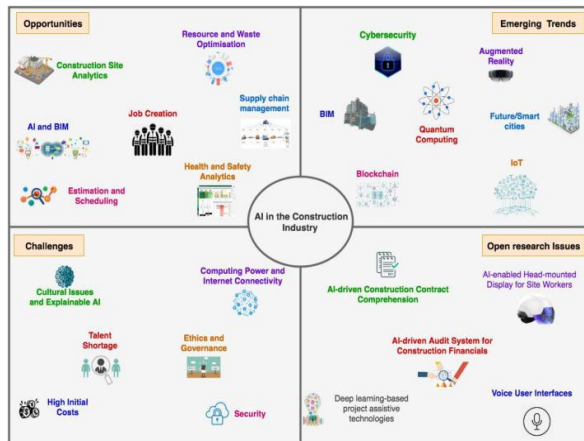 Opportunities
Resource and Waste
Optimisation
Construction Site
Analytics
Job Creation
Supply chain
management
AI and BIM
Health and Safety
Analytics
Estimation and
Scheduling
Emerging Trends
Cybersecurity
Augmented
Reality
BIM
Quantum
Computing
Future/Smart
cities
Blockchain
IoT
AI in the Construction
Industry
Challenges
Cultural Issues
and Explainable AI
Computing Power and
Internet Connectivity
Talent
Shortage
Ethics and
Governance
High Initial
Costs
Security
Open research Issues
AI-driven Construction Contract
Comprehension
AI-enabled Head-mounted
Display for Site Workers
AI-driven Audit System for
Construction Financials
Deep learning-based
project assistive
technologies
Voice User Interfaces